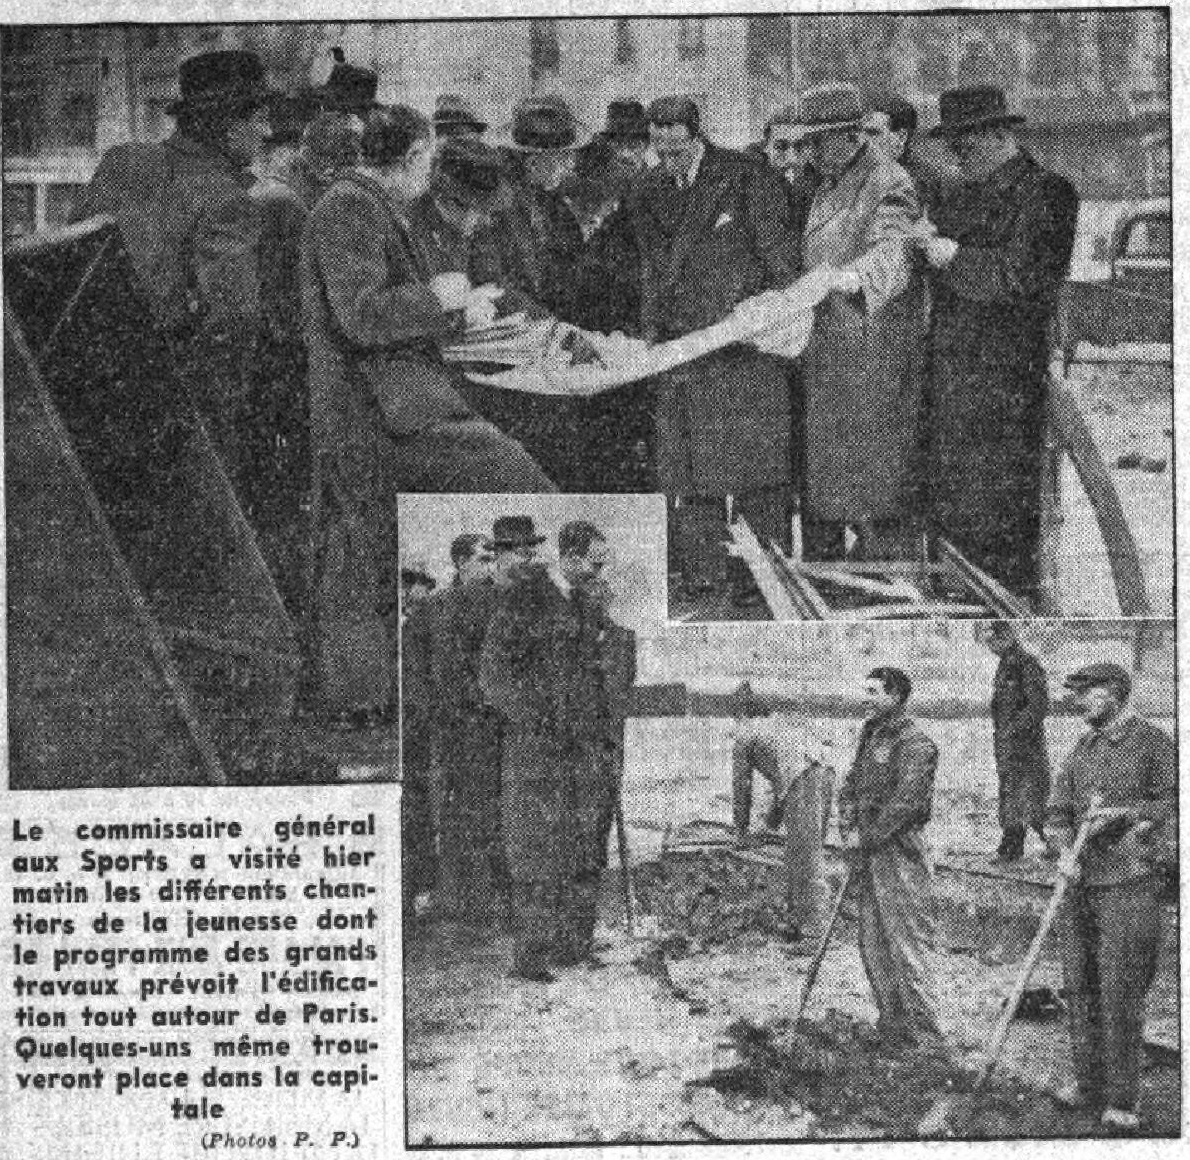 Le commissaire général
aux Sports a visité hier
matin les différents chan-
tiers de la jeunesse dont
le programme des grands
travaux prévoit l'édifica-
tion tout autour de Paris.
Quelques-uns même trou-
veront place dans la capi-
tale
(Photos P. P.)